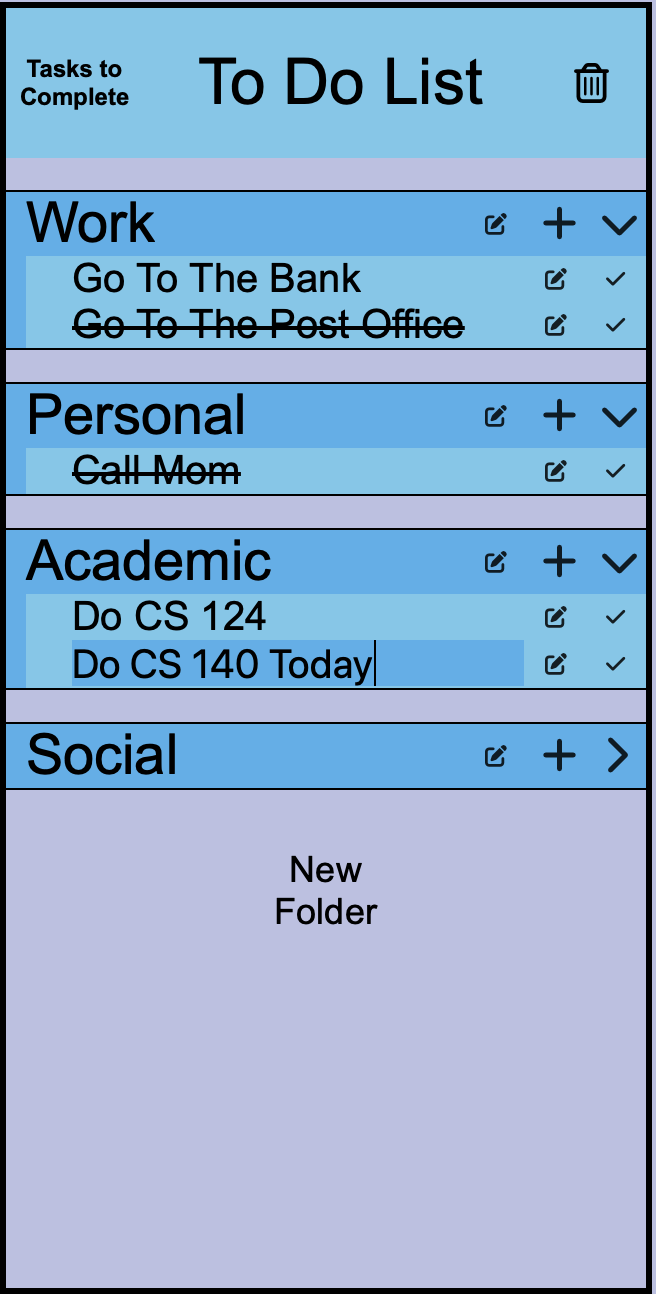 Tasks to
Complete
To Do List
Work
Go To The Bank
Go To The Post Office
Personal
Call Mom
Academic
Do CS 124
Do CS 140 Today
Social
New
Folder